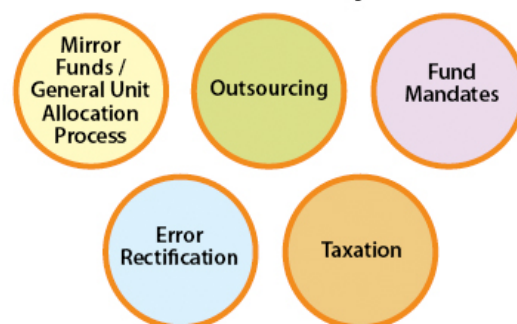 Mirror
Funds /
General Unit
Allocation
Process
Outsourcing
Fund
Mandates
Error
Rectification
Taxation